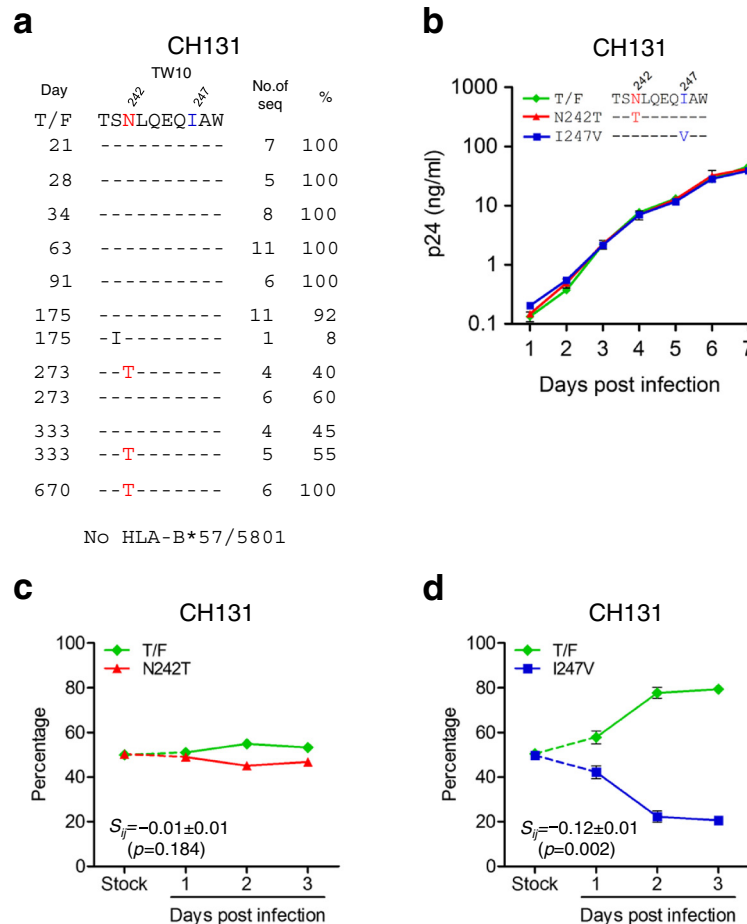 a
CH131
TW10
Day 242 247 No.of seq %
T/F TSNLQEQIAW
21 ---------- 7 100
28 ---------- 5 100
34 ---------- 8 100
63 ---------- 11 100
91 ---------- 6 100
175 ---------- 11 92
175 -I-------- 1 8
273 --T------- 4 40
273 ---------- 6 60
333 ---------- 4 45
333 --T------- 5 55
670 --T------- 6 100
No HLA-B*57/5801
b
CH131
242 247
T/F TSNLQEQIAW
N242T --T-------
I247V -------V--
p24 (ng/ml)
1000
100
10
1
0.1
1 2 3 4 5 6 7
Days post infection
c
CH131
T/F
N242T
Percentage
100
80
60
40
20
0
Sij=−0.01±0.01
(p=0.184)
Stock 1 2 3
Days post infection
d
CH131
T/F
I247V
Percentage
100
80
60
40
20
0
Sij=−0.12±0.01
(p=0.002)
Stock 1 2 3
Days post infection